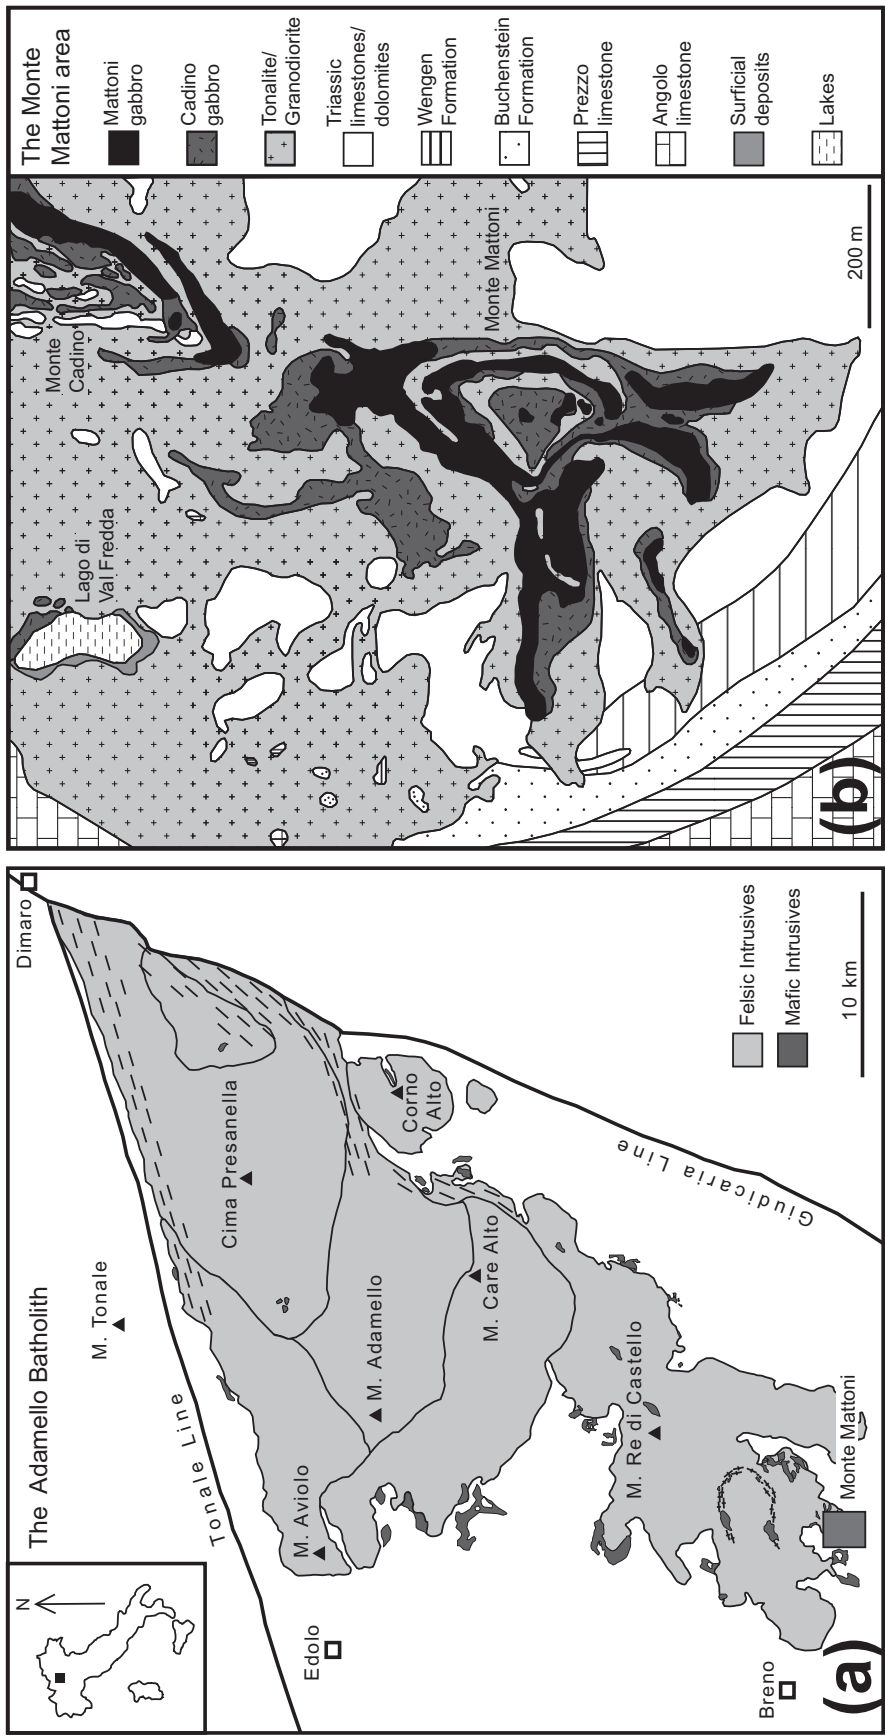 The Adamello Batholith
N
M. Tonale
Dimaro
Tonale Line
Edolo
M. Aviolo
Cima Presanella
M. Adamello
Corno
Alto
M. Care Alto
M. Re di Castello
Giudicaria Line
Breno
Monte Mattoni
Felsic Intrusives
Mafic Intrusives
10 km
(a)
Lago di
Val Fredda
Monte
Cadino
Monte Mattoni
200 m
(b)
The Monte
Mattoni area
Mattoni
gabbro
Cadino
gabbro
Tonalite/
Granodiorite
Triassic
limestones/
dolomites
Wengen
Formation
Buchenstein
Formation
Prezzo
limestone
Angolo
limestone
Surficial
deposits
Lakes